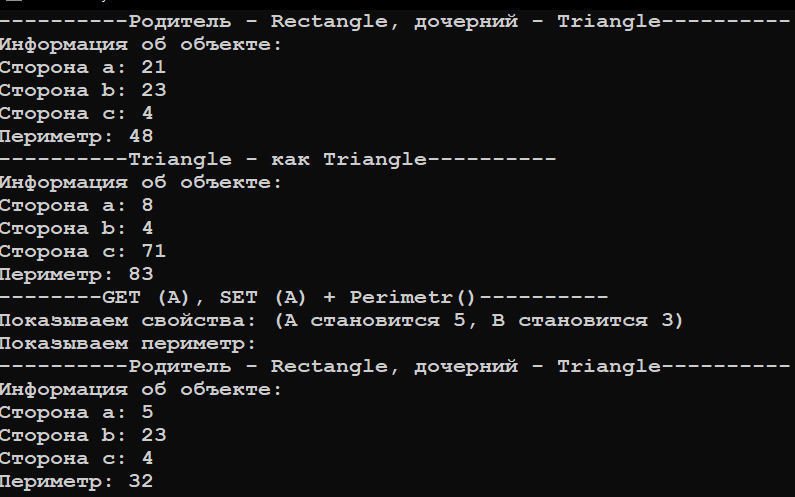 ----------Родитель - Rectangle, дочерний - Triangle----------
Информация об объекте:
Сторона a: 21
Сторона b: 23
Сторона c: 4
Периметр: 48
----------Triangle - как Triangle----------
Информация об объекте:
Сторона a: 8
Сторона b: 4
Сторона c: 71
Периметр: 83
--------GET (A), SET (A) + Perimetr()----------
Показываем свойства: (A становится 5, B становится 3)
Показываем периметр:
----------Родитель - Rectangle, дочерний - Triangle----------
Информация об объекте:
Сторона a: 5
Сторона b: 23
Сторона c: 4
Периметр: 32